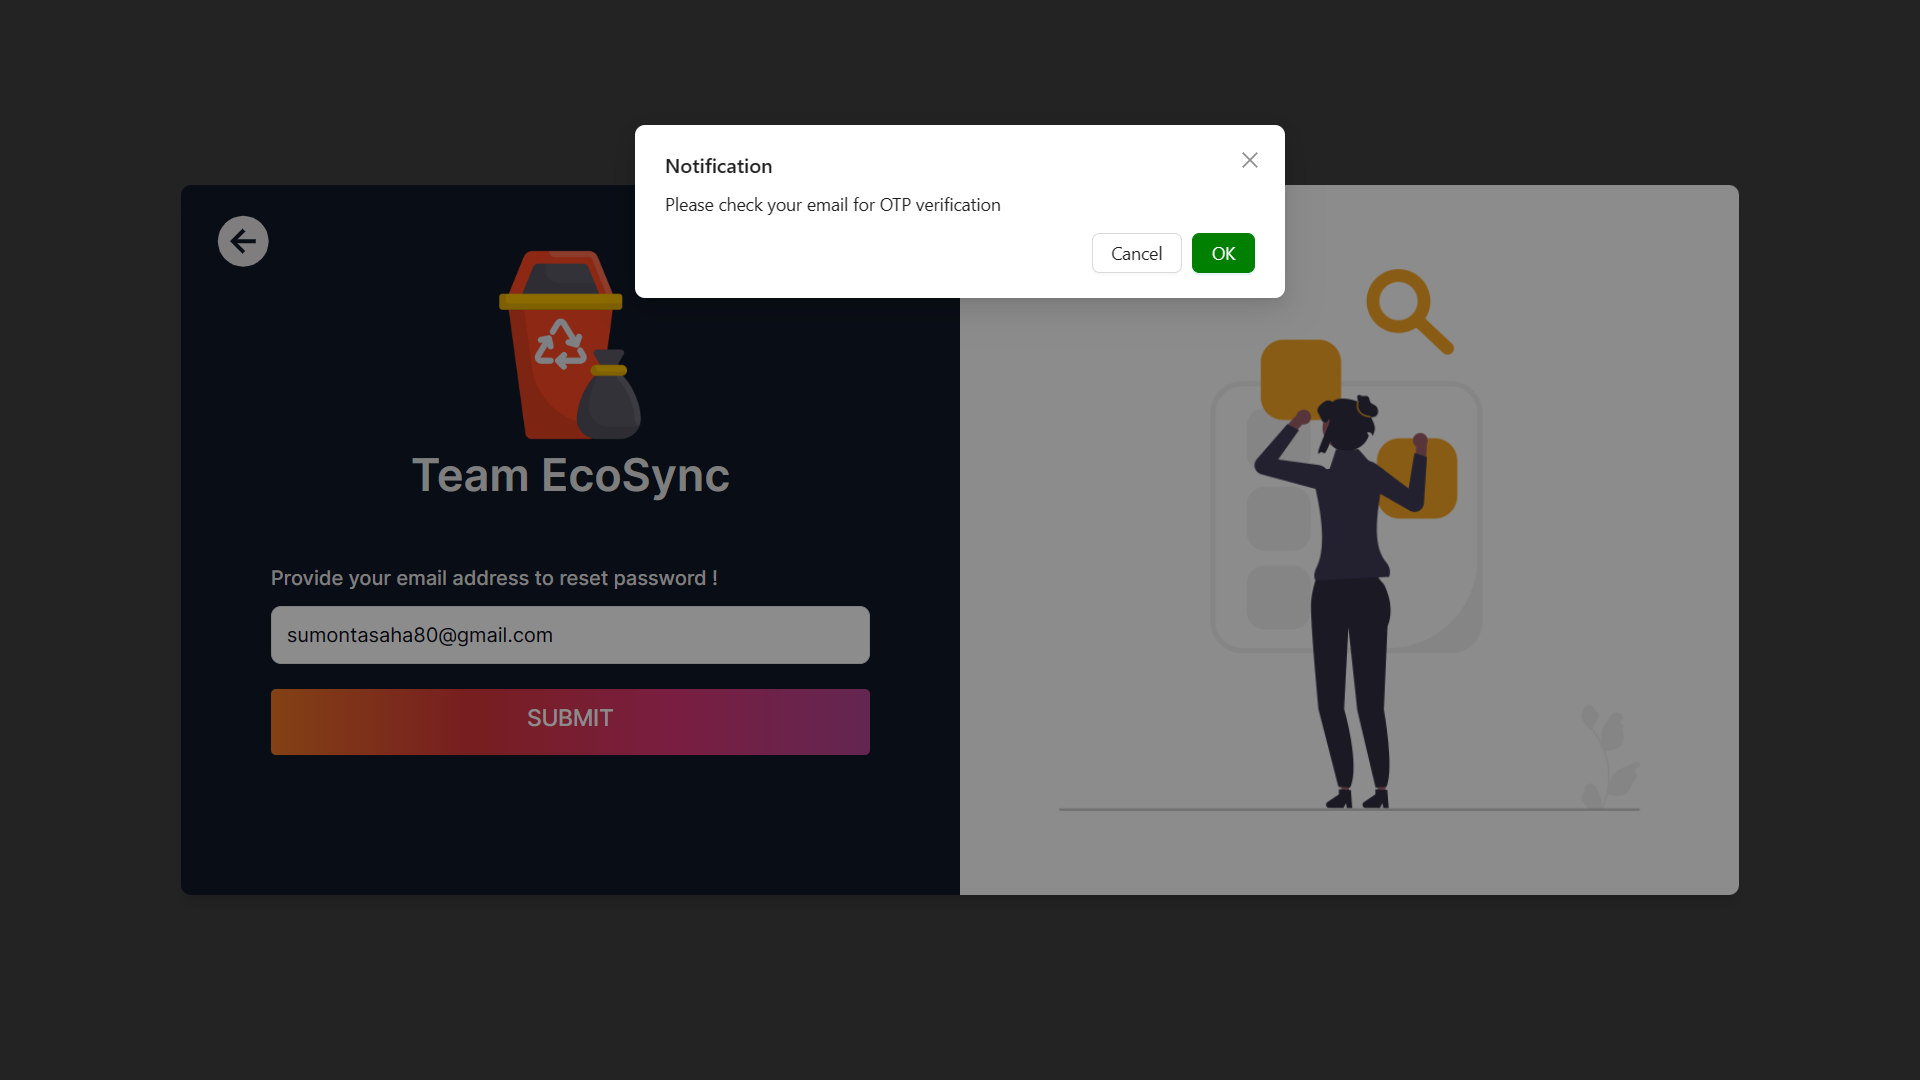 Notification
Please check your email for OTP verification
Cancel
OK
Team EcoSync
Provide your email address to reset password !
sumontasaha80@gmail.com
SUBMIT